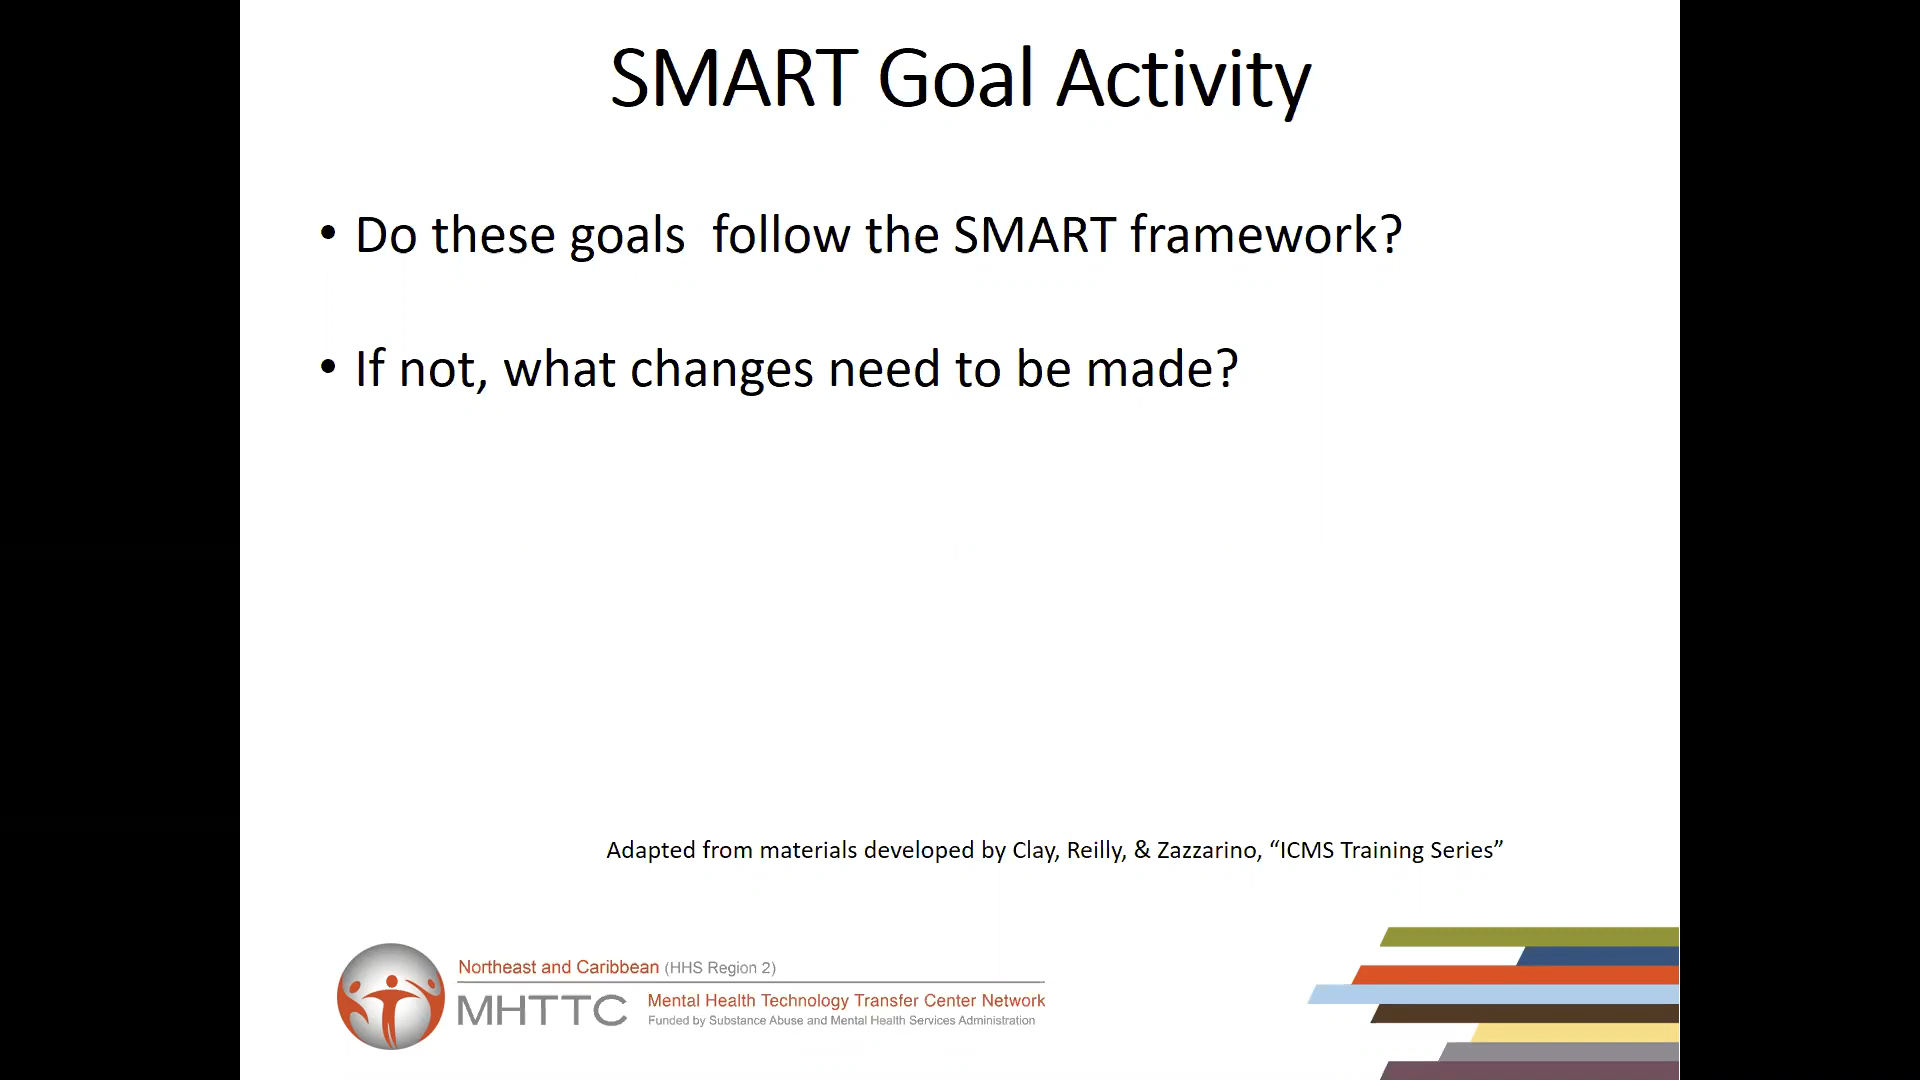 SMART Goal Activity
• Do these goals  follow the SMART framework?
• If not, what changes need to be made?
Adapted from materials developed by Clay, Reilly, & Zazzarino, “ICMS Training Series”
Northeast and Caribbean (HHS Region 2)
MHTTC
Mental Health Technology Transfer Center Network
Funded by Substance Abuse and Mental Health Services Administration